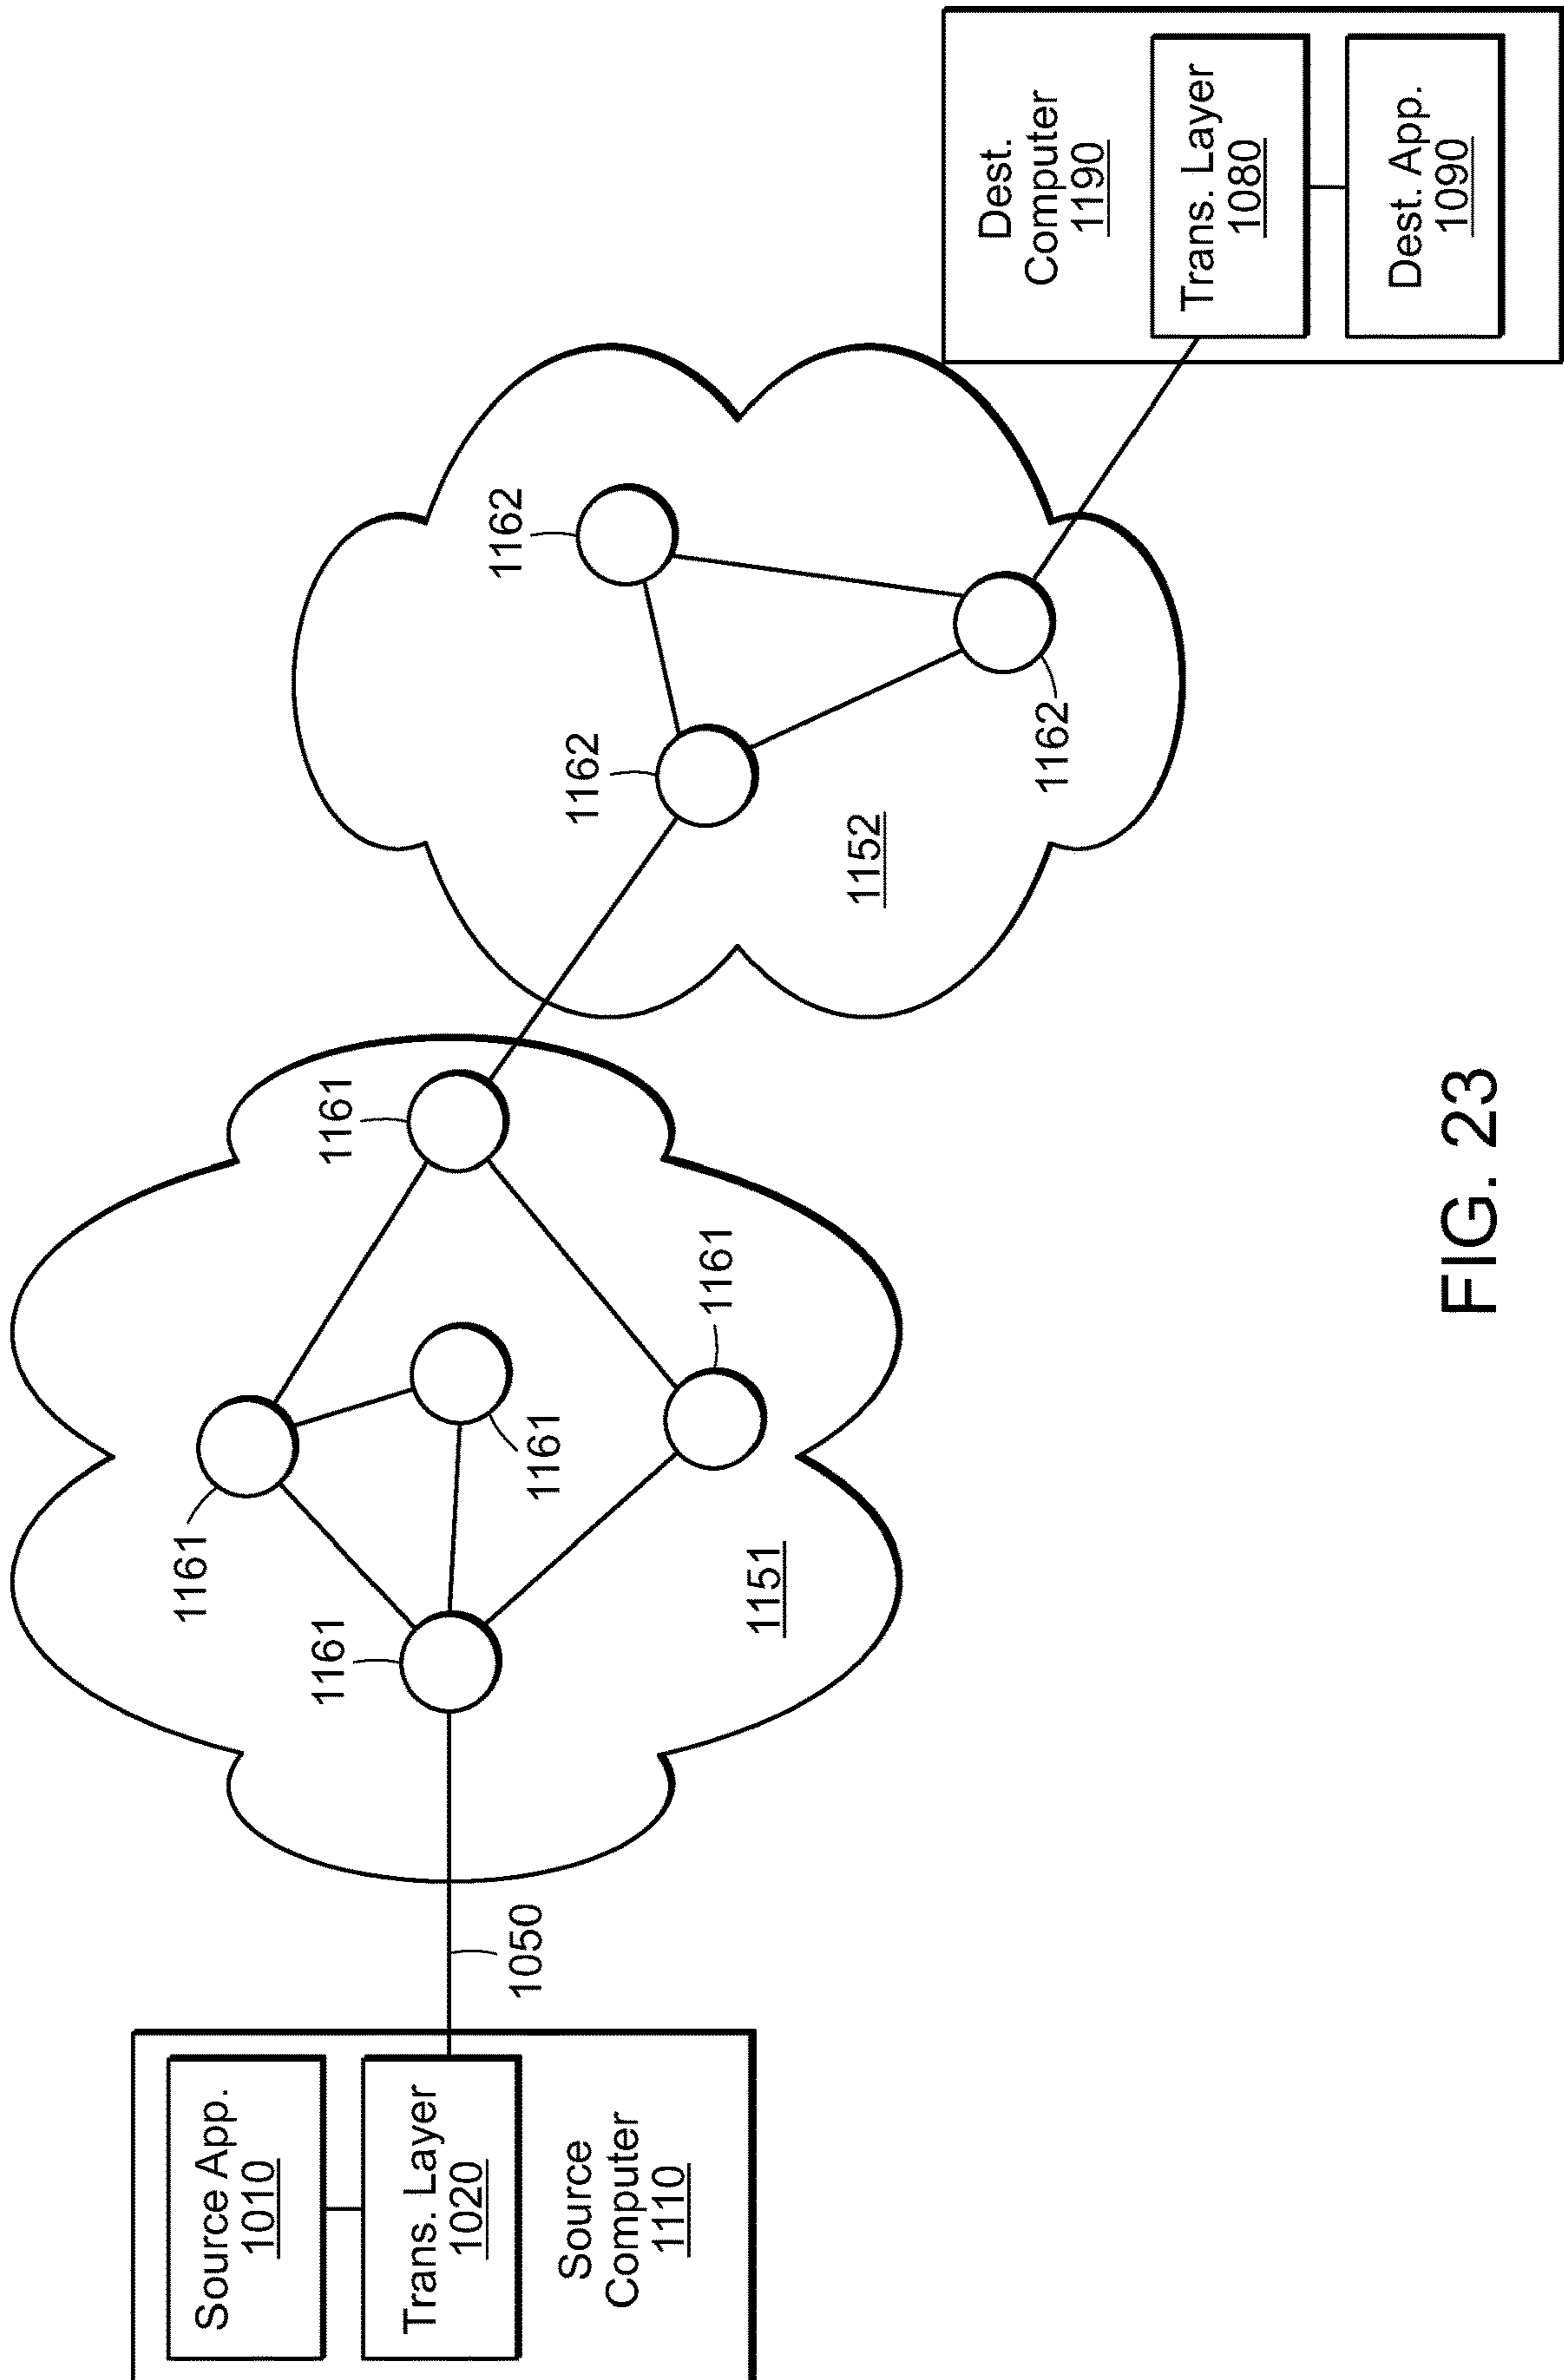 Source App.
1010
Trans. Layer
1020
Source
Computer
1110
1050
1161
1161
1161
1161
1161
1151
1162
1162
1162
1152
Dest.
Computer
1190
Trans. Layer
1080
Dest. App.
1090
FIG. 23